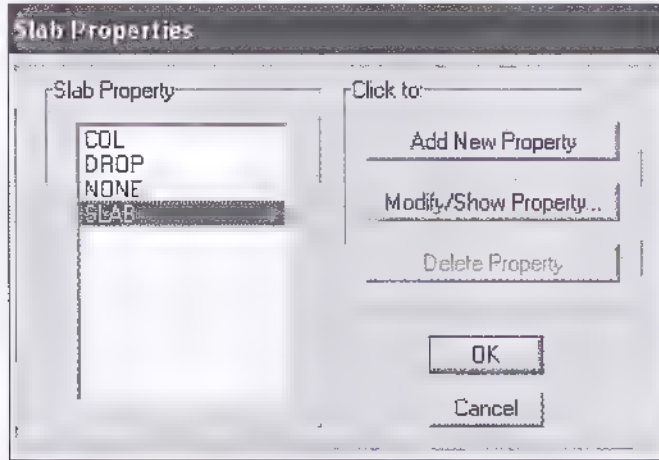 Slab Properties
Slab Property
Click to:
COL
DROP
NONE
SLAB
Add New Property
Modify/Show Property...
Delete Property
OK
Cancel